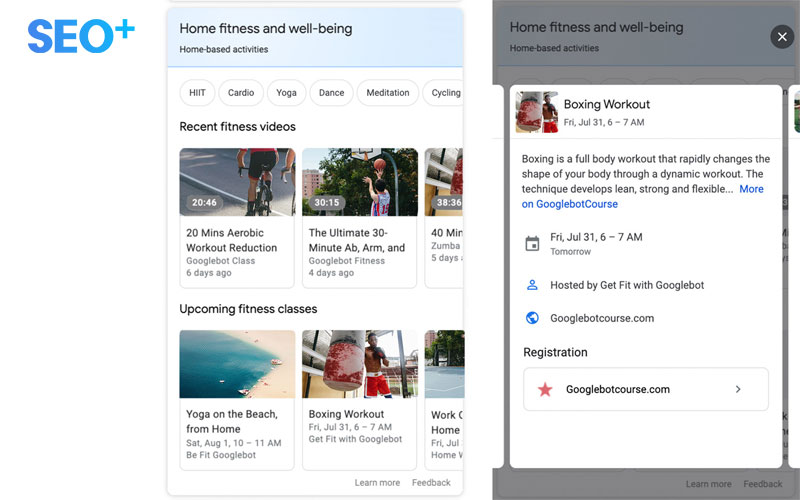 SEO+
Home fitness and well-being
Home-based activities
HIIT
Cardio
Yoga
Dance
Meditation
Cycling
Recent fitness videos
20:46
20 Mins Aerobic
Workout Reduction
Googlebot Class
6 days ago
30:15
The Ultimate 30-
Minute Ab, Arm, and
Googlebot Fitness
4 days ago
38:36
40 Min
Zumba
5 days a
Upcoming fitness classes
Yoga on the Beach,
from Home
Sat, Aug 1, 10 – 11 AM
Be Fit Googlebot
Boxing Workout
Fri, Jul 31, 6 – 7 AM
Get Fit with Googlebot
Work O
Home
Fri, Jul
Home W
Learn more
Feedback
Home fitness and well-being
Home-based activities
Boxing Workout
Fri, Jul 31, 6 – 7 AM
Boxing is a full body workout that rapidly changes the
shape of your body through a dynamic workout. The
technique develops lean, strong and flexible... More
on GooglebotCourse
Fri, Jul 31, 6 – 7 AM
Tomorrow
Hosted by Get Fit with Googlebot
Googlebotcourse.com
Registration
Googlebotcourse.com
Learn more
Feedback